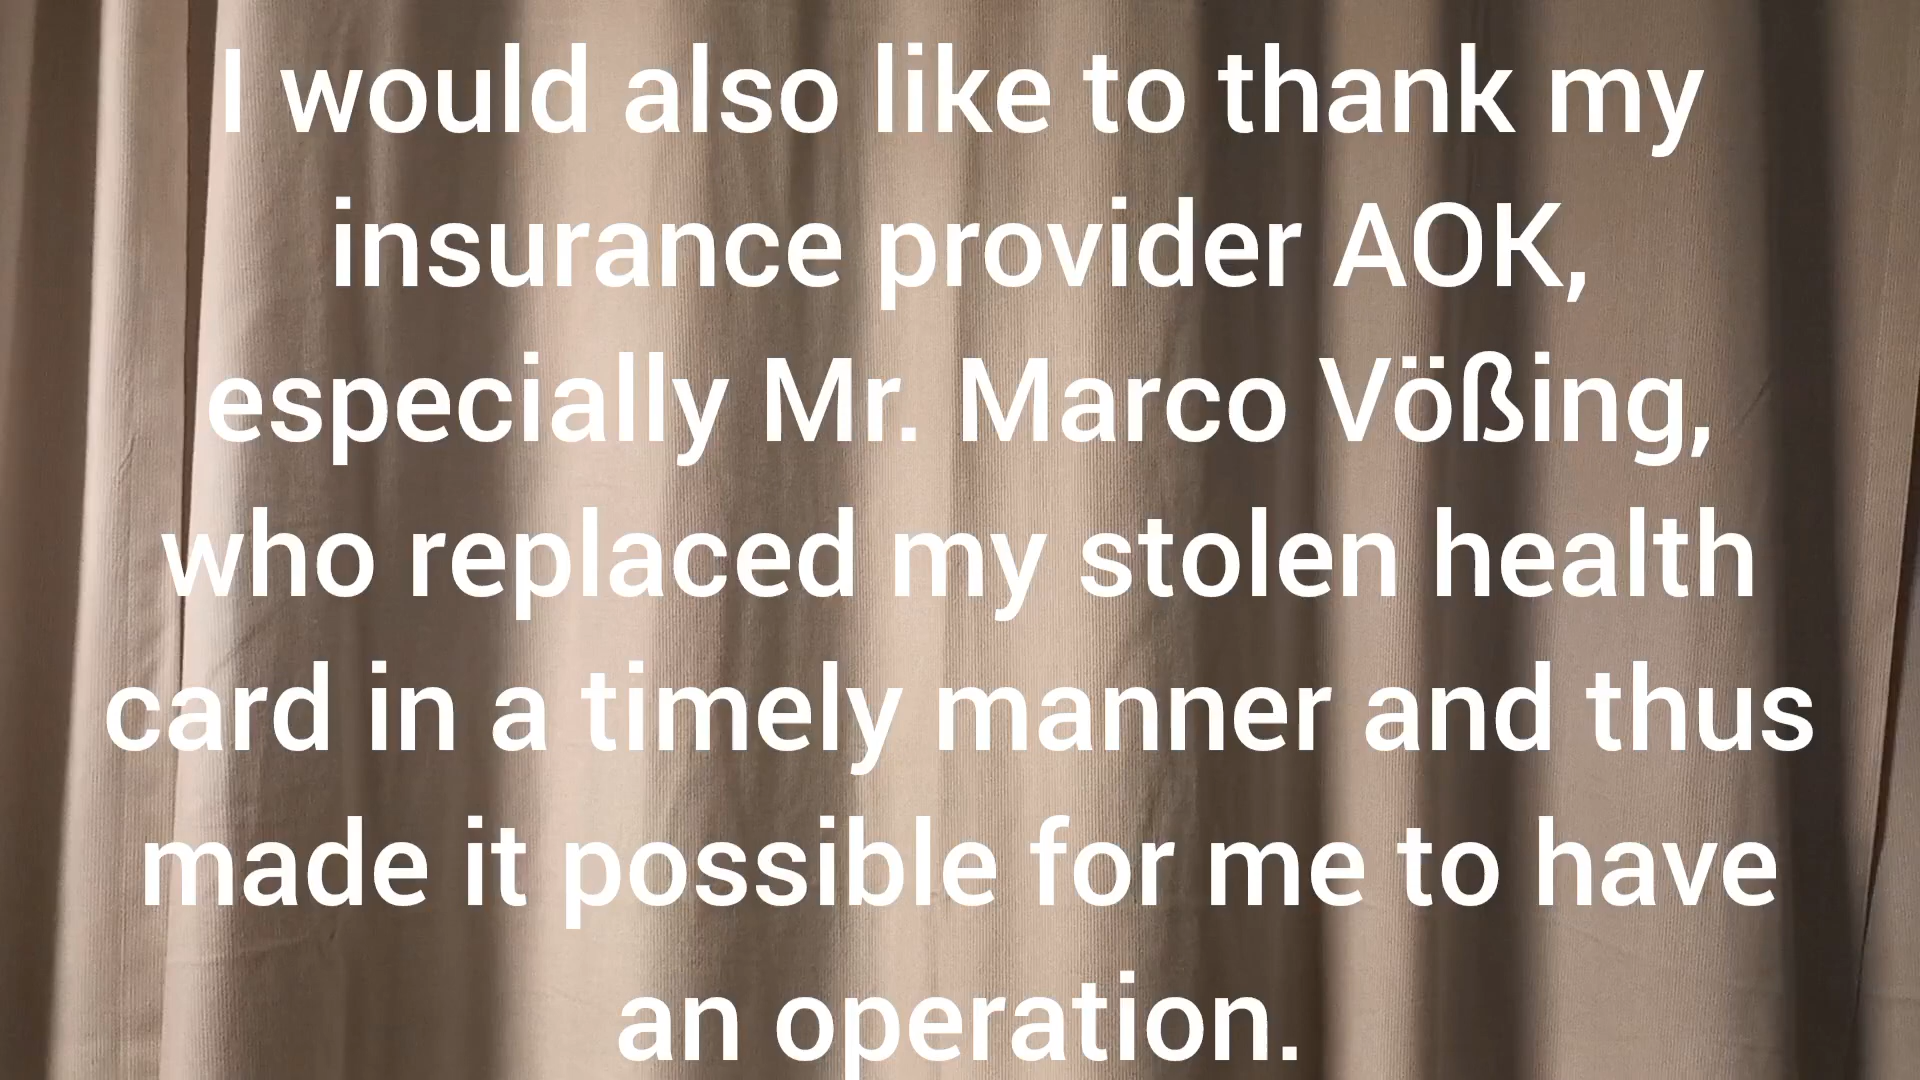 I would also like to thank my
insurance provider AOK,
especially Mr. Marco Vößing,
who replaced my stolen health
card in a timely manner and thus
made it possible for me to have
an operation.